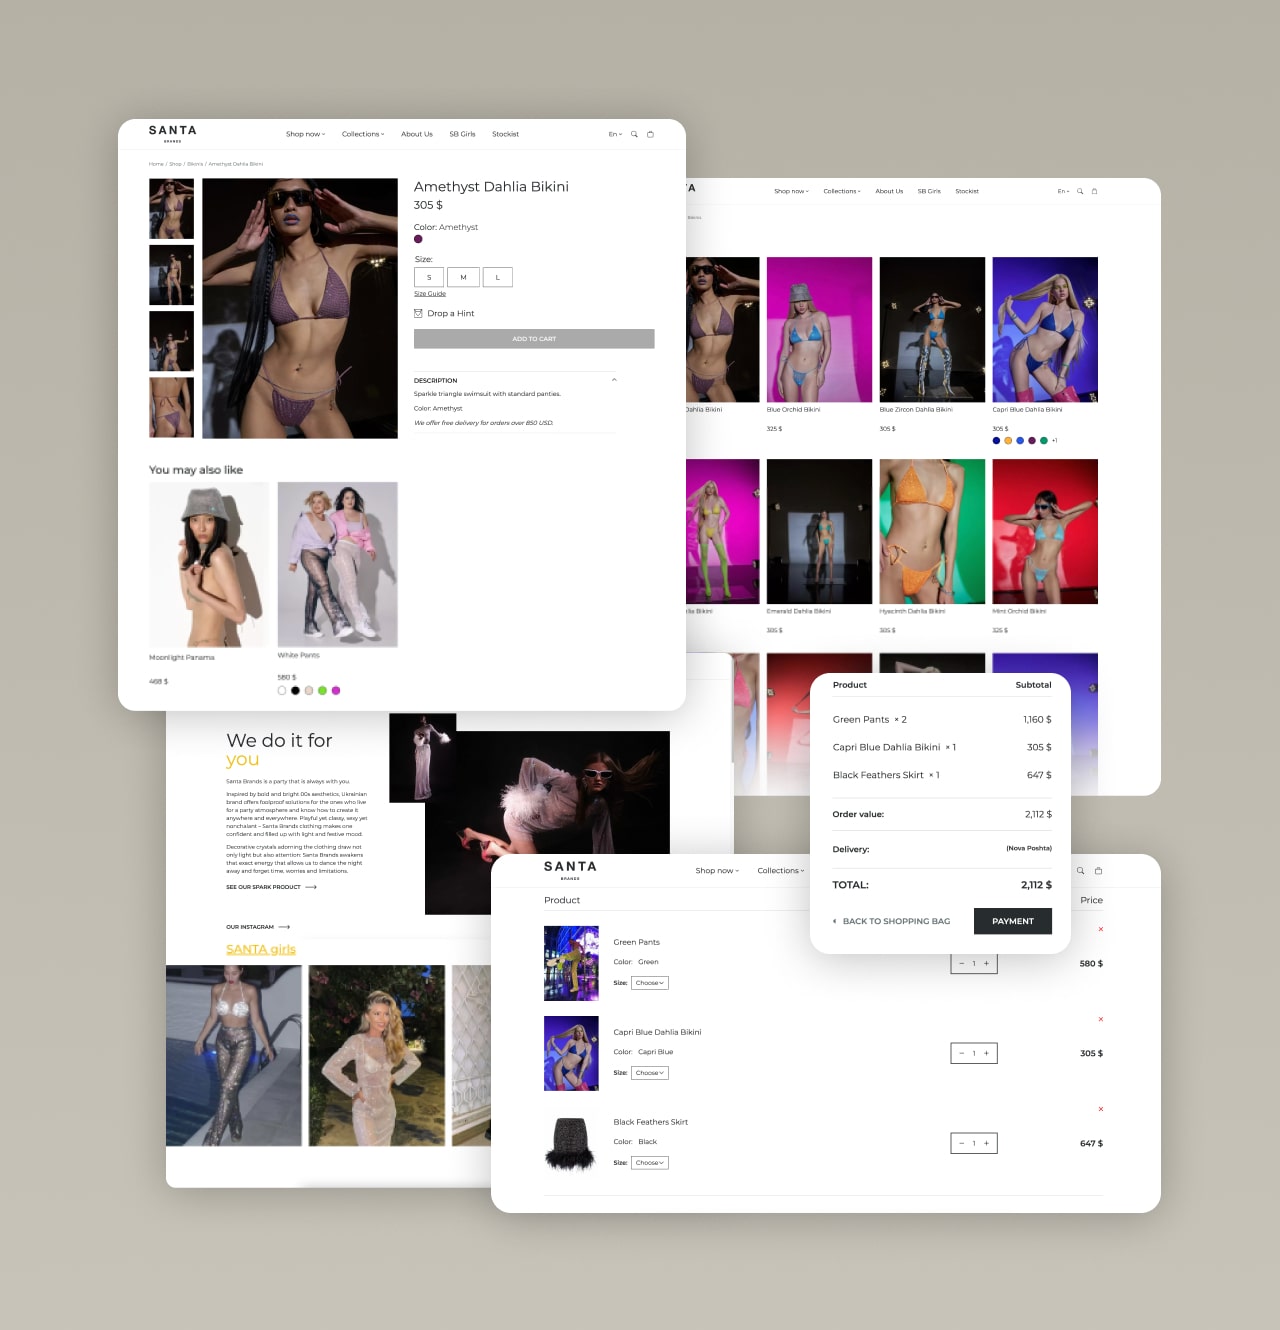 SANTA
BRANDS
Shop now
Collections
About Us
SB Girls
Stockist
En
Home / Shop / Bikinis / Amethyst Dahlia Bikini
Amethyst Dahlia Bikini
305 $
Color: Amethyst
Size:
S M L
Size Guide
Drop a Hint
ADD TO CART
DESCRIPTION
Sparkle triangle swimsuit with standard panties.
Color: Amethyst
We offer free delivery for orders over 850 USD.
You may also like
Moonlight Panama
468 $
White Pants
580 $
TA
Shop now
Collections
About Us
SB Girls
Stockist
En
Bikinis
Dahlia Bikini
Blue Orchid Bikini
325 $
Blue Zircon Dahlia Bikini
305 $
Capri Blue Dahlia Bikini
305 $
+1
lia Bikini
Emerald Dahlia Bikini
305 $
Hyacinth Dahlia Bikini
305 $
Mint Orchid Bikini
325 $
We do it for
you
Santa Brands is a party that is always with you.
Inspired by bold and bright 00s aesthetics, Ukrainian
brand offers foolproof solutions for the ones who live
for a party atmosphere and know how to create it
anywhere and everywhere. Playful yet classy, sexy yet
nonchalant – Santa Brands clothing makes one
confident and filled up with light and festive mood.
Decorative crystals adorning the clothing draw not
only light but also attention: Santa Brands awakens
that exact energy that allows us to dance the night
away and forget time, worries and limitations.
SEE OUR SPARK PRODUCT
OUR INSTAGRAM
SANTA girls
Product Subtotal
Green Pants × 2 1,160 $
Capri Blue Dahlia Bikini × 1 305 $
Black Feathers Skirt × 1 647 $
Order value: 2,112 $
Delivery: (Nova Poshta)
TOTAL: 2,112 $
BACK TO SHOPPING BAG
PAYMENT
SANTA
BRANDS
Shop now
Collections
Product Price
Green Pants
Color: Green
Size: Choose
− 1 +
580 $
Capri Blue Dahlia Bikini
Color: Capri Blue
Size: Choose
− 1 +
305 $
Black Feathers Skirt
Color: Black
Size: Choose
− 1 +
647 $